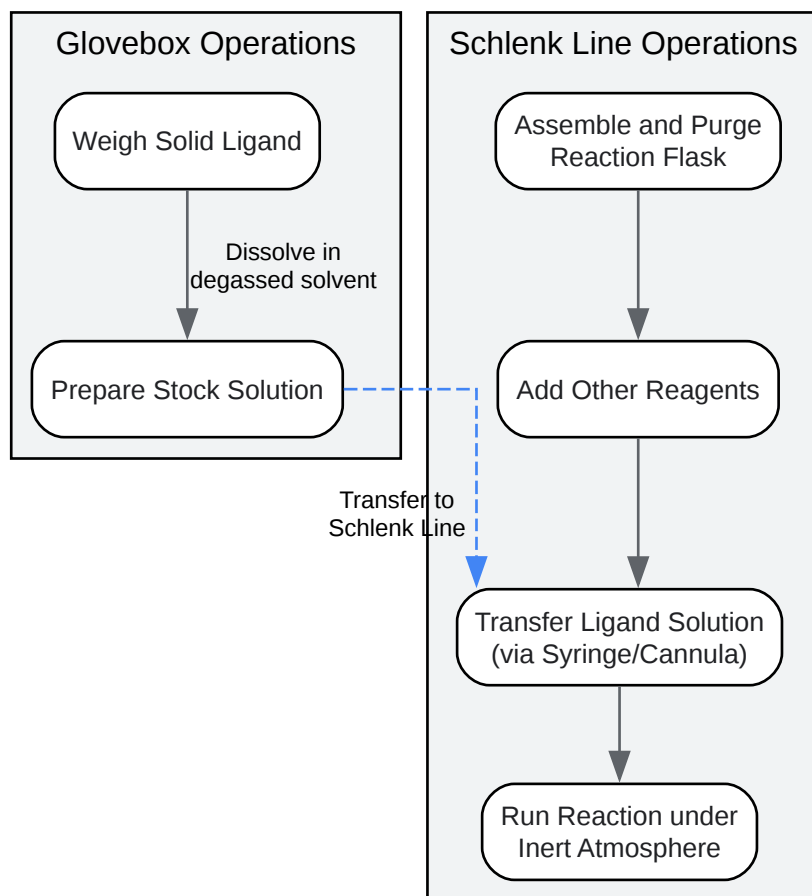 Glovebox Operations
Weigh Solid Ligand
Dissolve in
degassed solvent
Prepare Stock Solution
Transfer to
Schlenk Line
Schlenk Line Operations
Assemble and Purge
Reaction Flask
Add Other Reagents
Transfer Ligand Solution
(via Syringe/Cannula)
Run Reaction under
Inert Atmosphere